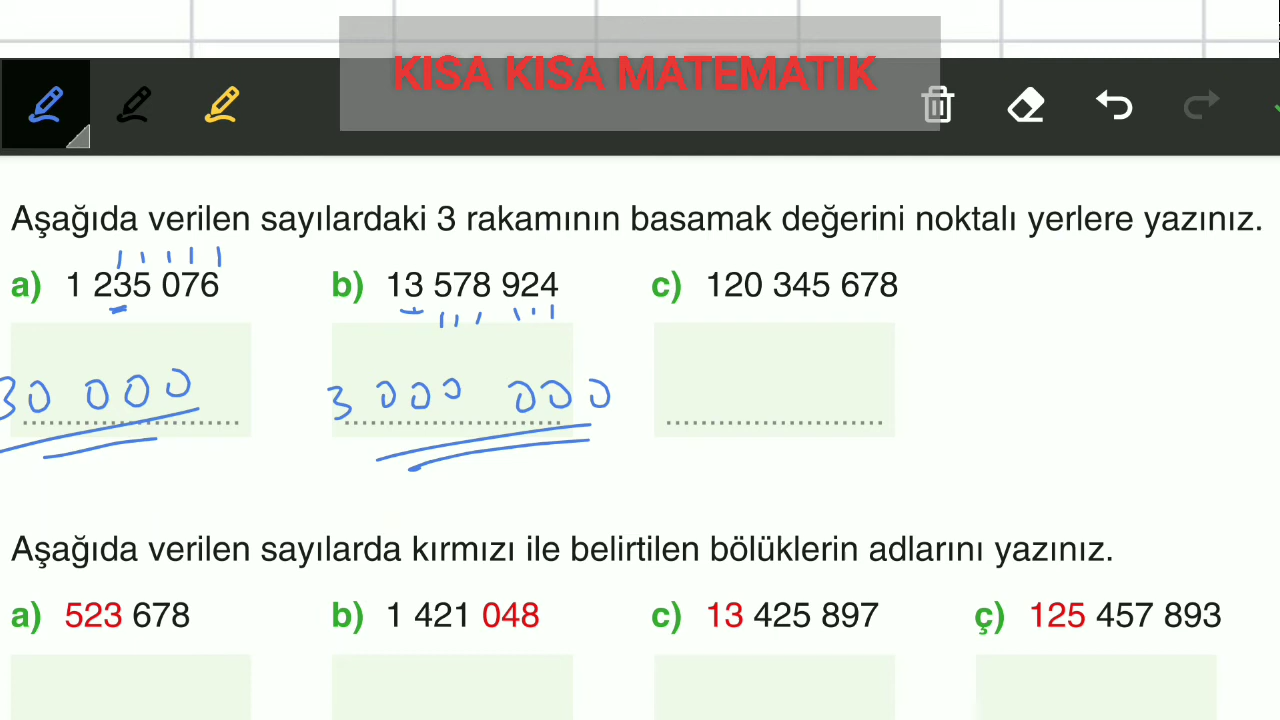 KISA KISA MATEMATIK
Aşağıda verilen sayılardaki 3 rakamının basamak değerini noktalı yerlere yazınız.
a) 1 235 076 b) 13 578 924 c) 120 345 678
30 000 3 000 000
Aşağıda verilen sayılarda kırmızı ile belirtilen bölüklerin adlarını yazınız.
a) 523 678 b) 1 421 048 c) 13 425 897 ç) 125 457 893